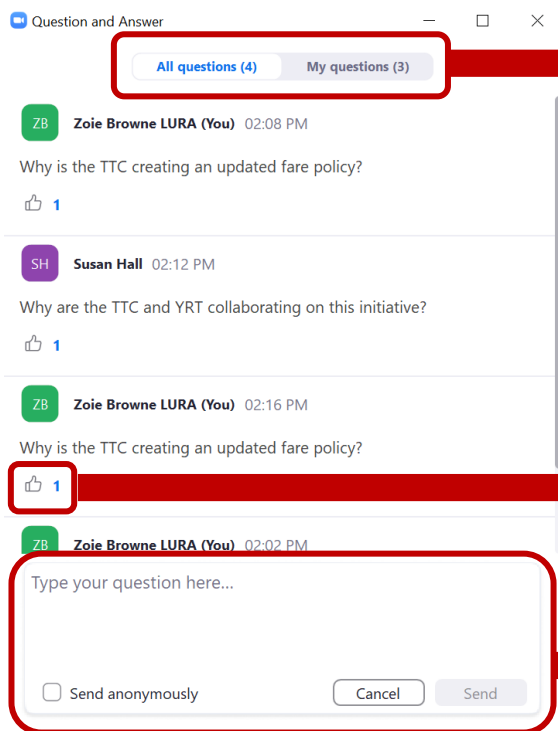 Question and Answer
All questions (4) My questions (3)
ZB Zoie Browne LURA (You) 02:08 PM
Why is the TTC creating an updated fare policy?
1
SH Susan Hall 02:12 PM
Why are the TTC and YRT collaborating on this initiative?
1
ZB Zoie Browne LURA (You) 02:16 PM
Why is the TTC creating an updated fare policy?
1
ZB Zoie Browne LURA (You) 02:02 PM
Type your question here...
Send anonymously Cancel Send